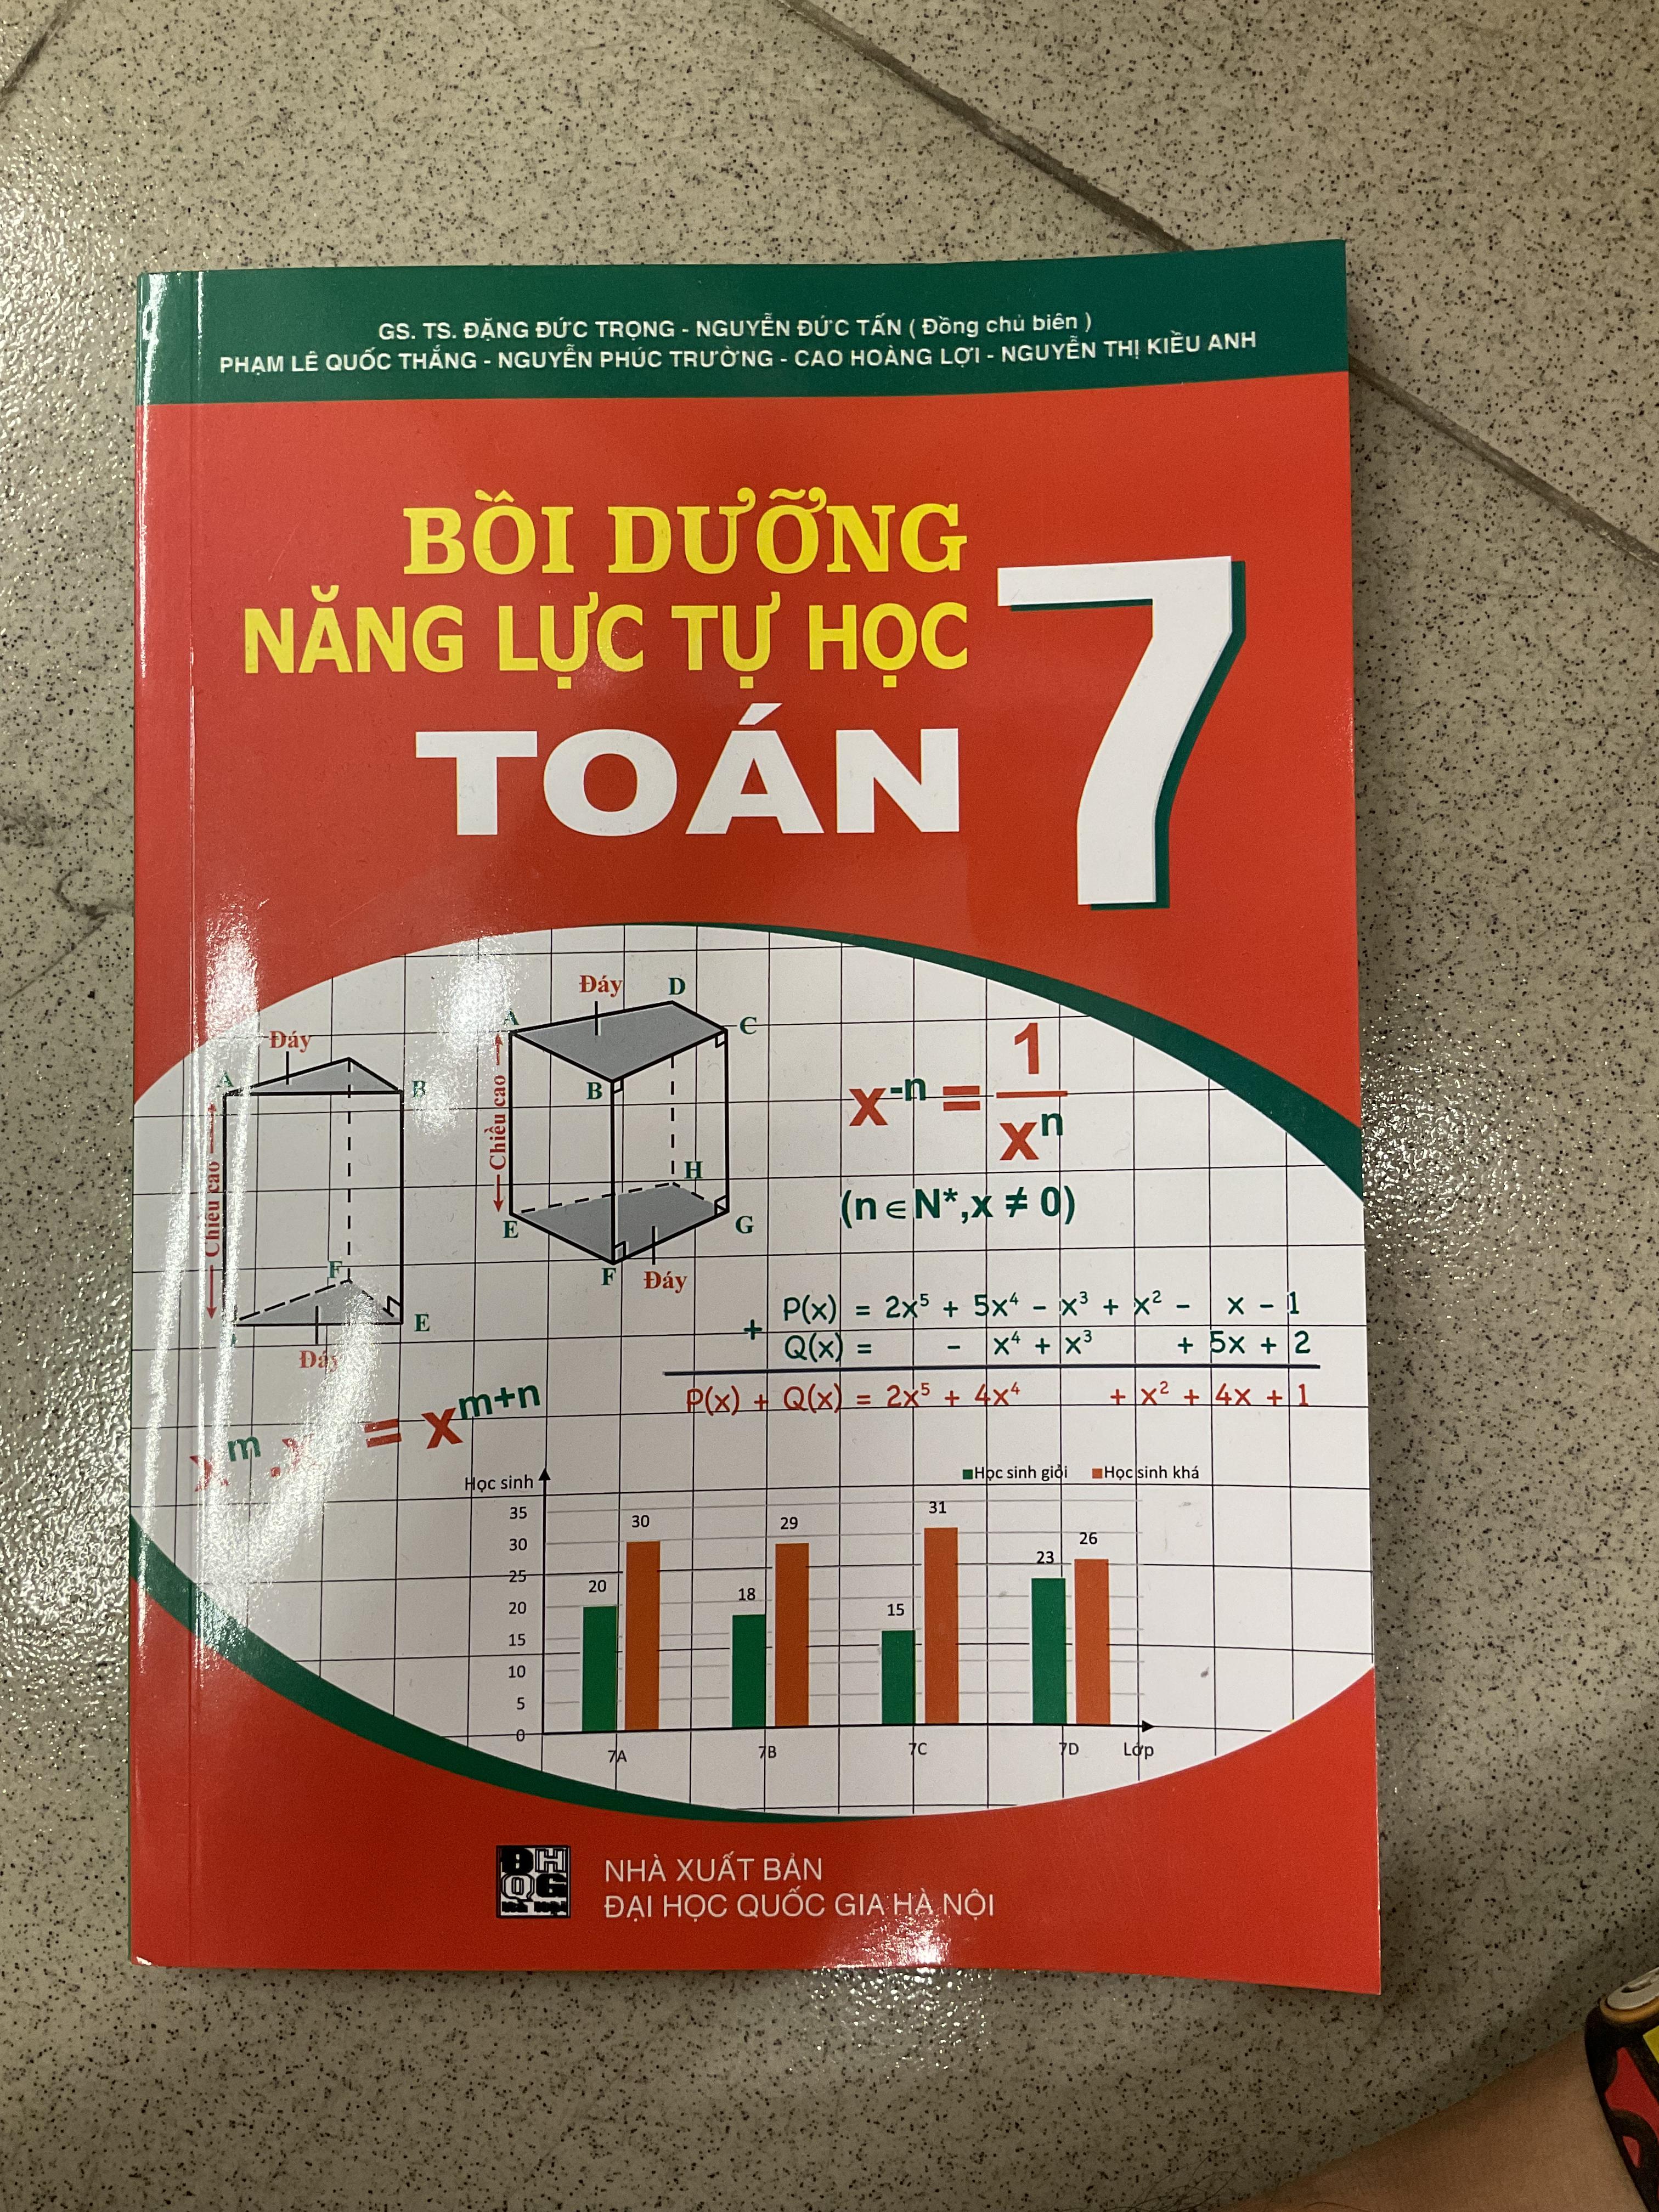 GS. TS. ĐẶNG ĐỨC TRỌNG - NGUYỄN ĐỨC TẤN ( Đồng chủ biên )
PHẠM LÊ QUỐC THẮNG - NGUYỄN PHÚC TRƯỜNG - CAO HOÀNG LỢI - NGUYỄN THỊ KIỀU ANH
BỒI DƯỠNG
NĂNG LỰC TỰ HỌC
TOÁN 7
Đáy
A
B
Chiều cao
F
E
Đáy
Đáy
D
A
C
B
Chiều cao
H
E
G
F
Đáy
x⁻ⁿ = 1/xⁿ
(n ∈ N*, x ≠ 0)
+
P(x) = 2x⁵ + 5x⁴ - x³ + x² - x - 1
Q(x) = - x⁴ + x³ + 5x + 2
P(x) + Q(x) = 2x⁵ + 4x⁴ + x² + 4x + 1
m . = xᵐ⁺ⁿ
Học sinh
Học sinh giỏi Học sinh khá
35
30
25
20
15
10
5
0
20 30 18 29 15 31 23 26
7A 7B 7C 7D Lớp
ĐHQG
HÀ NỘI
NHÀ XUẤT BẢN
ĐẠI HỌC QUỐC GIA HÀ NỘI